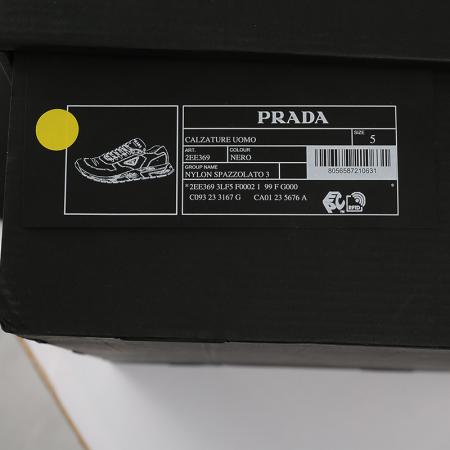 PRADA
CALZATURE UOMO
SIZE
5
ART.
COLOUR
2EE369
NERO
GROUP NAME
NYLON SPAZZOLATO 3
8056587210631
*2EE369 3LF5 F0002 1 99 F G000 *
C093 23 3167 G CA01 23 5676 A
RFID